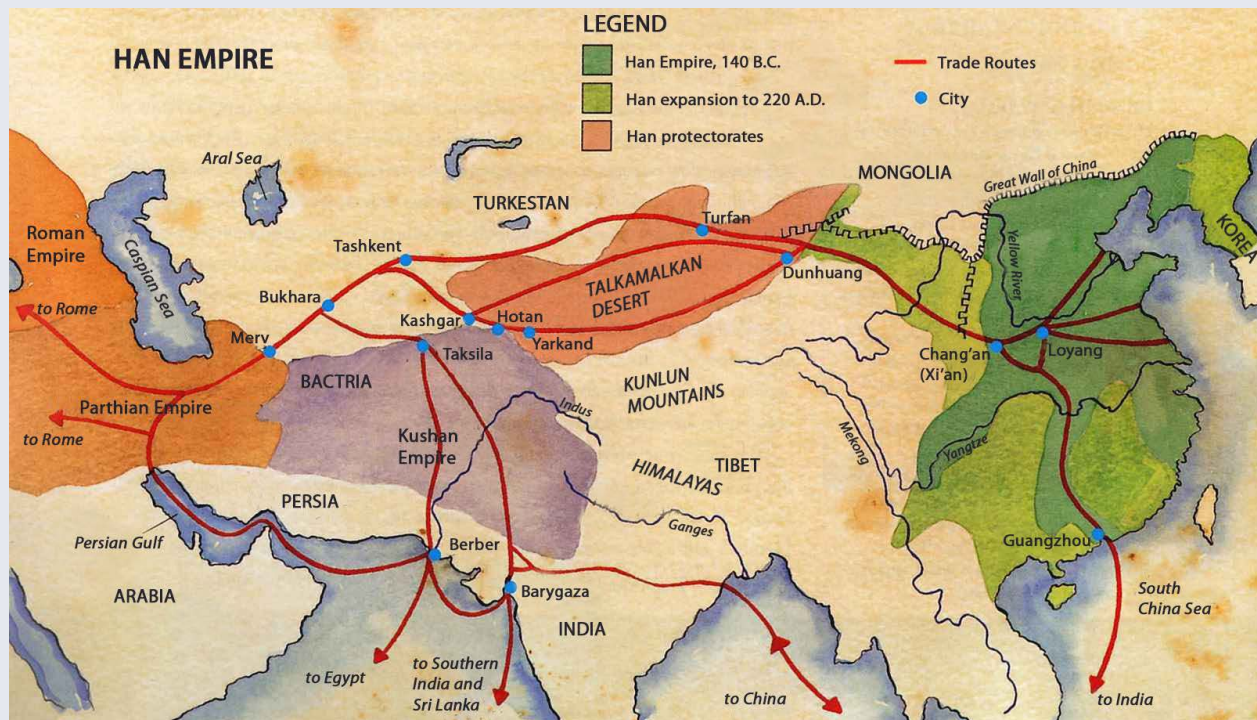 HAN EMPIRE
LEGEND
Han Empire, 140 B.C.
Han expansion to 220 A.D.
Han protectorates
Trade Routes
City
Aral Sea
TURKESTAN
MONGOLIA
Great Wall of China
Roman
Empire
Caspian Sea
Tashkent
Turfan
Yellow River
KOREA
to Rome
Bukhara
TALKAMALKAN
DESERT
Dunhuang
Merv
Kashgar
Hotan
Yarkand
Taksila
Chang'an
(Xi'an)
Loyang
BACTRIA
KUNLUN
MOUNTAINS
Parthian Empire
to Rome
Kushan
Empire
Indus
Mekong
Yangtze
HIMALAYAS
TIBET
PERSIA
Ganges
Persian Gulf
Berber
Guangzhou
ARABIA
Barygaza
INDIA
South
China Sea
to Egypt
to Southern
India and
Sri Lanka
to China
to India